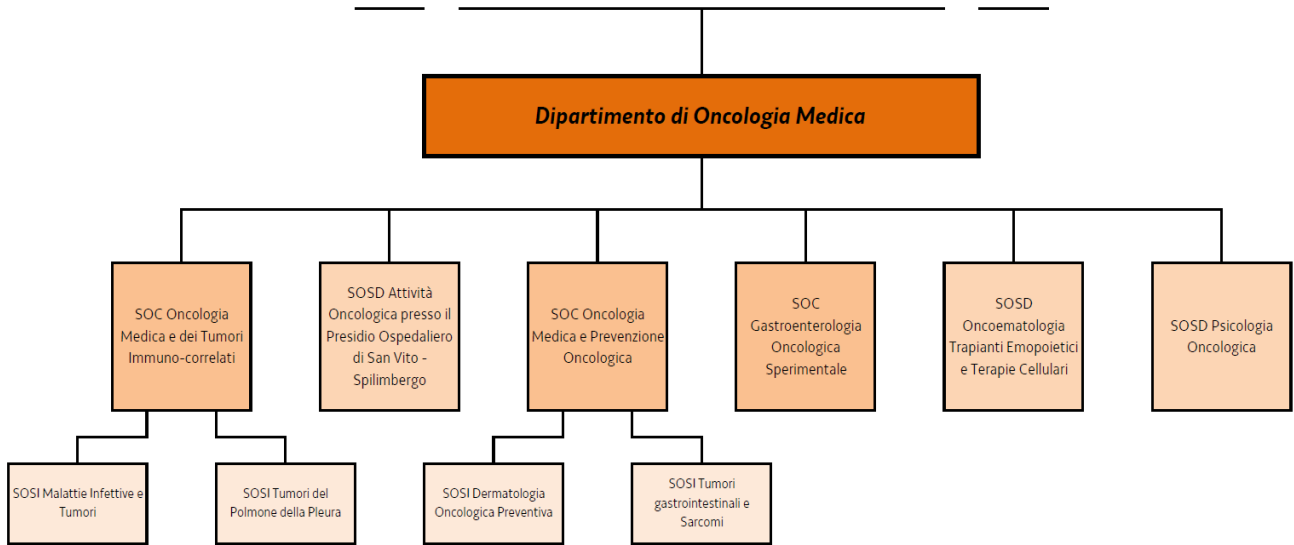 Dipartimento di Oncologia Medica
SOC Oncologia
Medica e dei Tumori
Immuno-correlati
SOSD Attività
Oncologica presso il
Presidio Ospedaliero
di San Vito -
Spilimbergo
SOC Oncologia
Medica e Prevenzione
Oncologica
SOC
Gastroenterologia
Oncologica
Sperimentale
SOSD
Oncoematologia
Trapianti Emopoietici
e Terapie Cellulari
SOSD Psicologia
Oncologica
SOSI Malattie Infettive e
Tumori
SOSI Tumori del
Polmone della Pleura
SOSI Dermatologia
Oncologica Preventiva
SOSI Tumori
gastrointestinali e
Sarcomi